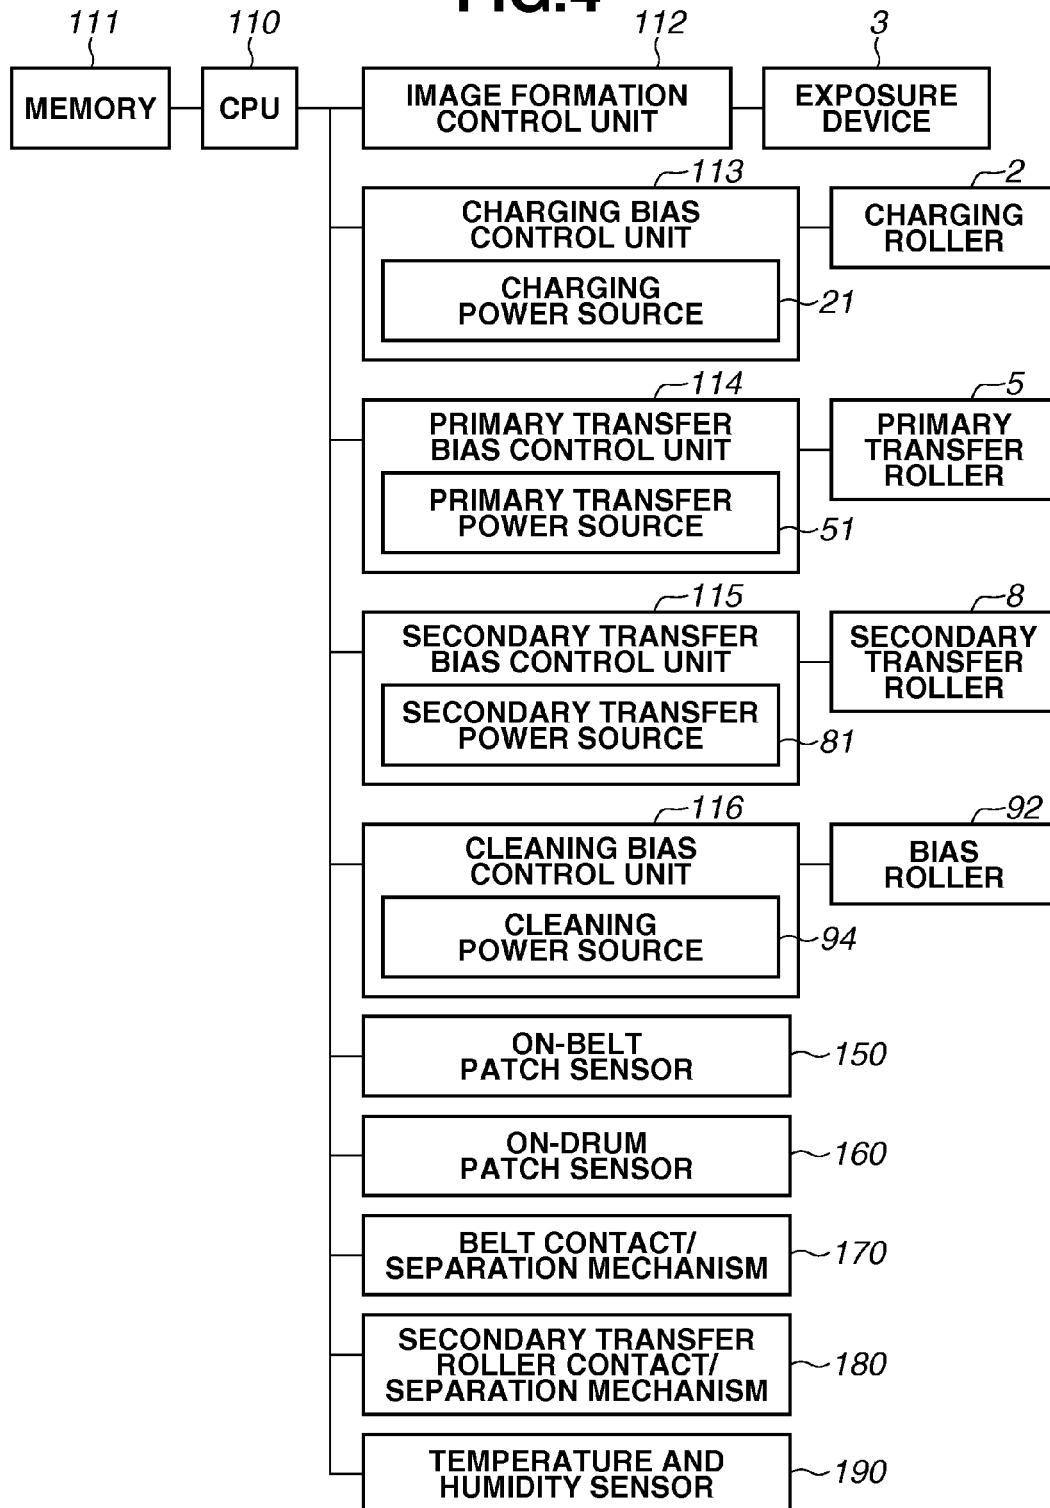 FIG.4
111
110
112
3
MEMORY
CPU
IMAGE FORMATION
CONTROL UNIT
EXPOSURE
DEVICE
113
2
CHARGING BIAS
CONTROL UNIT
CHARGING
ROLLER
CHARGING
POWER SOURCE
21
114
5
PRIMARY TRANSFER
BIAS CONTROL UNIT
PRIMARY
TRANSFER
ROLLER
PRIMARY TRANSFER
POWER SOURCE
51
115
8
SECONDARY TRANSFER
BIAS CONTROL UNIT
SECONDARY
TRANSFER
ROLLER
SECONDARY TRANSFER
POWER SOURCE
81
116
92
CLEANING BIAS
CONTROL UNIT
BIAS
ROLLER
CLEANING
POWER SOURCE
94
ON-BELT
PATCH SENSOR
150
ON-DRUM
PATCH SENSOR
160
BELT CONTACT/
SEPARATION MECHANISM
170
SECONDARY TRANSFER
ROLLER CONTACT/
SEPARATION MECHANISM
180
TEMPERATURE AND
HUMIDITY SENSOR
190